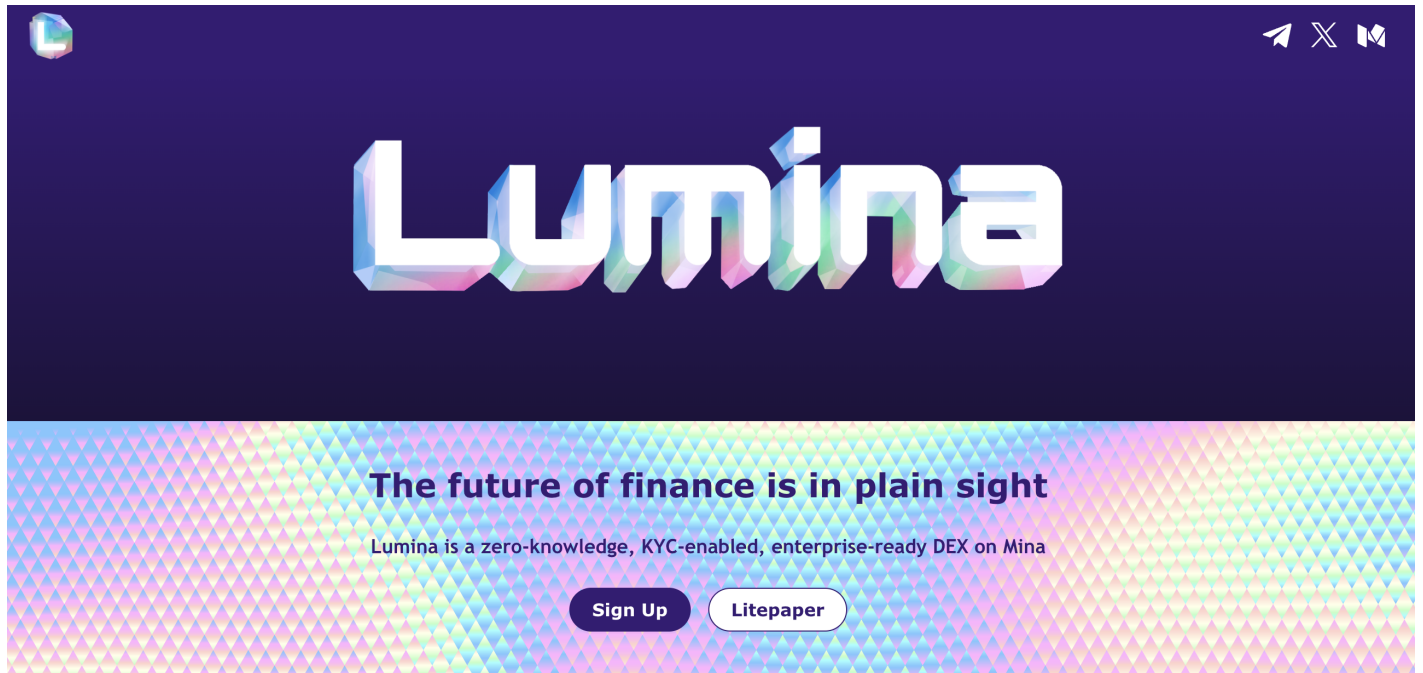 L
Lumina
The future of finance is in plain sight
Lumina is a zero-knowledge, KYC-enabled, enterprise-ready DEX on Mina
Sign Up
Litepaper